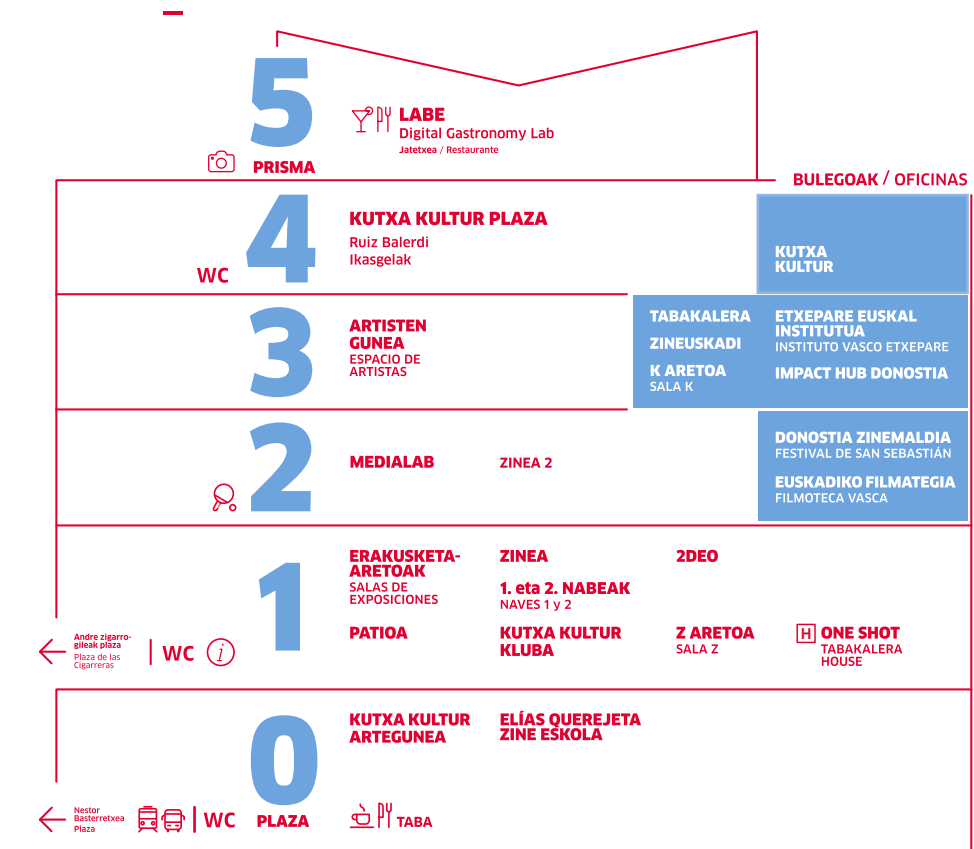 5
LABE
Digital Gastronomy Lab
Jatetxea / Restaurante
PRISMA
BULEGOAK / OFICINAS
4
WC
KUTXA KULTUR PLAZA
Ruiz Balerdi
Ikasgelak
KUTXA
KULTUR
3
ARTISTEN
GUNEA
ESPACIO DE
ARTISTAS
TABAKALERA
ZINEUSKADI
K ARETOA
SALA K
ETXEPARE EUSKAL
INSTITUTUA
INSTITUTO VASCO ETXEPARE
IMPACT HUB DONOSTIA
2
MEDIALAB
ZINEA 2
DONOSTIA ZINEMALDIA
FESTIVAL DE SAN SEBASTIÁN
EUSKADIKO FILMATEGIA
FILMOTECA VASCA
1
ERAKUSKETA-
ARETOAK
SALAS DE
EXPOSICIONES
ZINEA
2DEO
1. eta 2. NABEAK
NAVES 1 y 2
PATIOA
KUTXA KULTUR
KLUBA
Z ARETOA
SALA Z
H ONE SHOT
TABAKALERA
HOUSE
Andre zigarro-
gileak plaza
Plaza de las
Cigarreras
WC
i
0
KUTXA KULTUR
ARTEGUNEA
ELÍAS QUEREJETA
ZINE ESKOLA
Nestor
Basterretxea
Plaza
WC
PLAZA
TABA